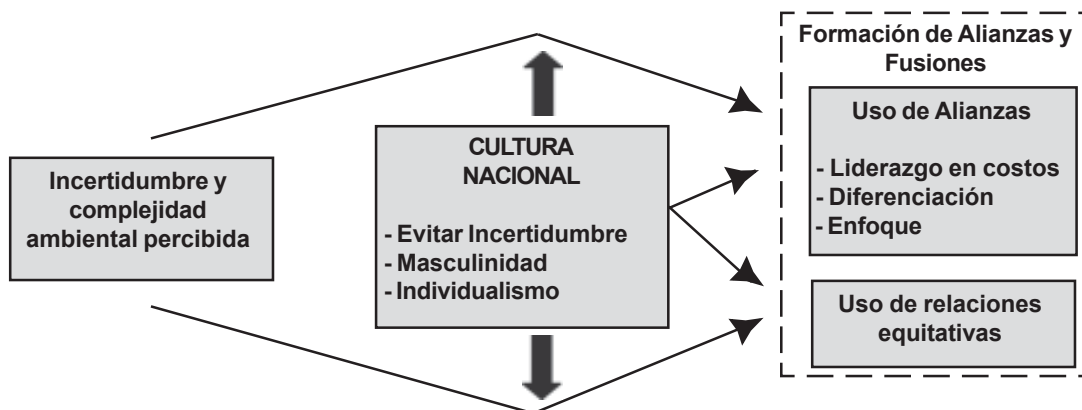 Incertidumbre y
complejidad
ambiental percibida
CULTURA
NACIONAL
- Evitar Incertidumbre
- Masculinidad
- Individualismo
Formación de Alianzas y
Fusiones
Uso de Alianzas
- Liderazgo en costos
- Diferenciación
- Enfoque
Uso de relaciones
equitativas